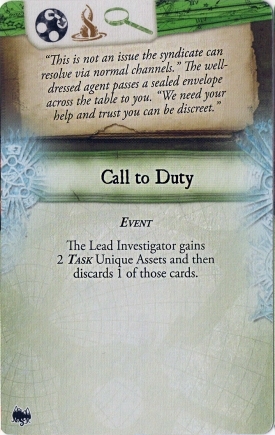 "This is not an issue the syndicate can
resolve via normal channels." The well-
dressed agent passes a sealed envelope
across the table to you. "We need your
help and trust you can be discreet."
Call to Duty
EVENT
The Lead Investigator gains
2 TASK Unique Assets and then
discards 1 of those cards.